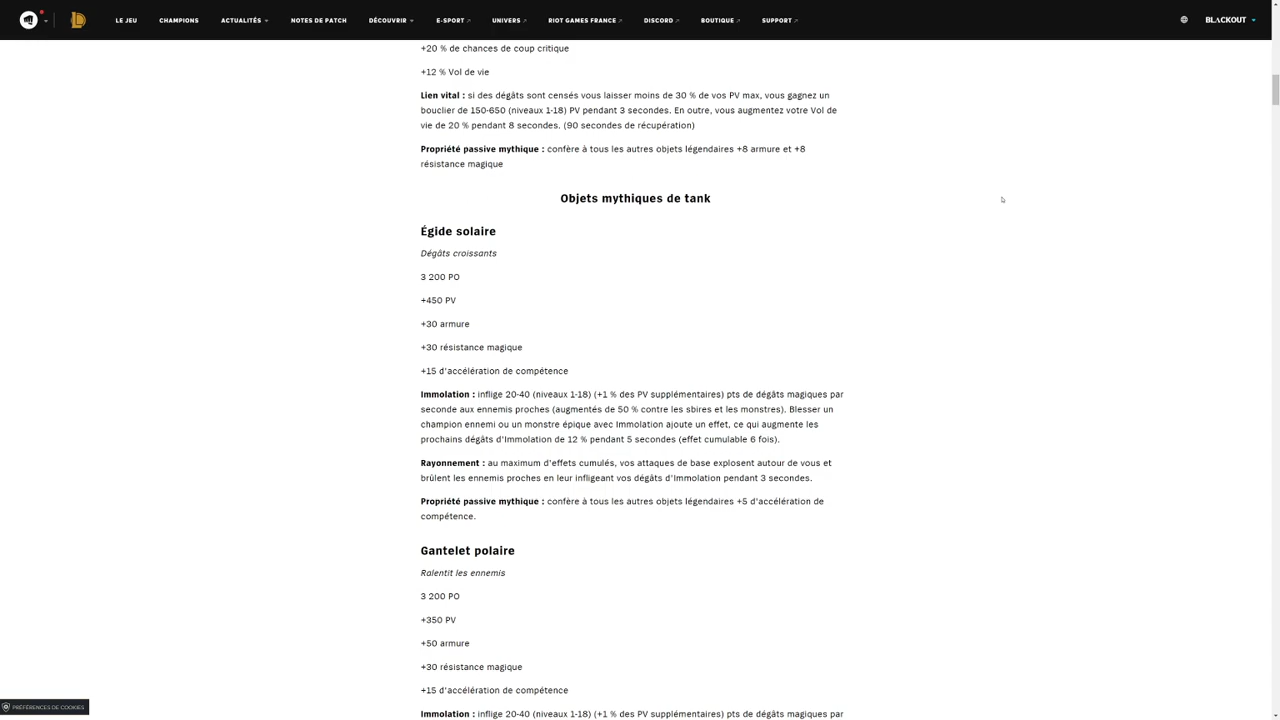 LE JEU CHAMPIONS ACTUALITÉS NOTES DE PATCH DÉCOUVRIR E-SPORT UNIVERS RIOT GAMES FRANCE DISCORD BOUTIQUE SUPPORT BLACKOUT
+20 % de chances de coup critique
+12 % Vol de vie
Lien vital : si des dégâts sont censés vous laisser moins de 30 % de vos PV max, vous gagnez un
bouclier de 150-650 (niveaux 1-18) PV pendant 3 secondes. En outre, vous augmentez votre Vol de
vie de 20 % pendant 8 secondes. (90 secondes de récupération)
Propriété passive mythique : confère à tous les autres objets légendaires +8 armure et +8
résistance magique
Objets mythiques de tank
Égide solaire
Dégâts croissants
3 200 PO
+450 PV
+30 armure
+30 résistance magique
+15 d'accélération de compétence
Immolation : inflige 20-40 (niveaux 1-18) (+1 % des PV supplémentaires) pts de dégâts magiques par
seconde aux ennemis proches (augmentés de 50 % contre les sbires et les monstres). Blesser un
champion ennemi ou un monstre épique avec Immolation ajoute un effet, ce qui augmente les
prochains dégâts d'Immolation de 12 % pendant 5 secondes (effet cumulable 6 fois).
Rayonnement : au maximum d'effets cumulés, vos attaques de base explosent autour de vous et
brûlent les ennemis proches en leur infligeant vos dégâts d'Immolation pendant 3 secondes.
Propriété passive mythique : confère à tous les autres objets légendaires +5 d'accélération de
compétence.
Gantelet polaire
Ralentit les ennemis
3 200 PO
+350 PV
+50 armure
+30 résistance magique
+15 d'accélération de compétence
Immolation : inflige 20-40 (niveaux 1-18) (+1 % des PV supplémentaires) pts de dégâts magiques par
PRÉFÉRENCES DE COOKIES